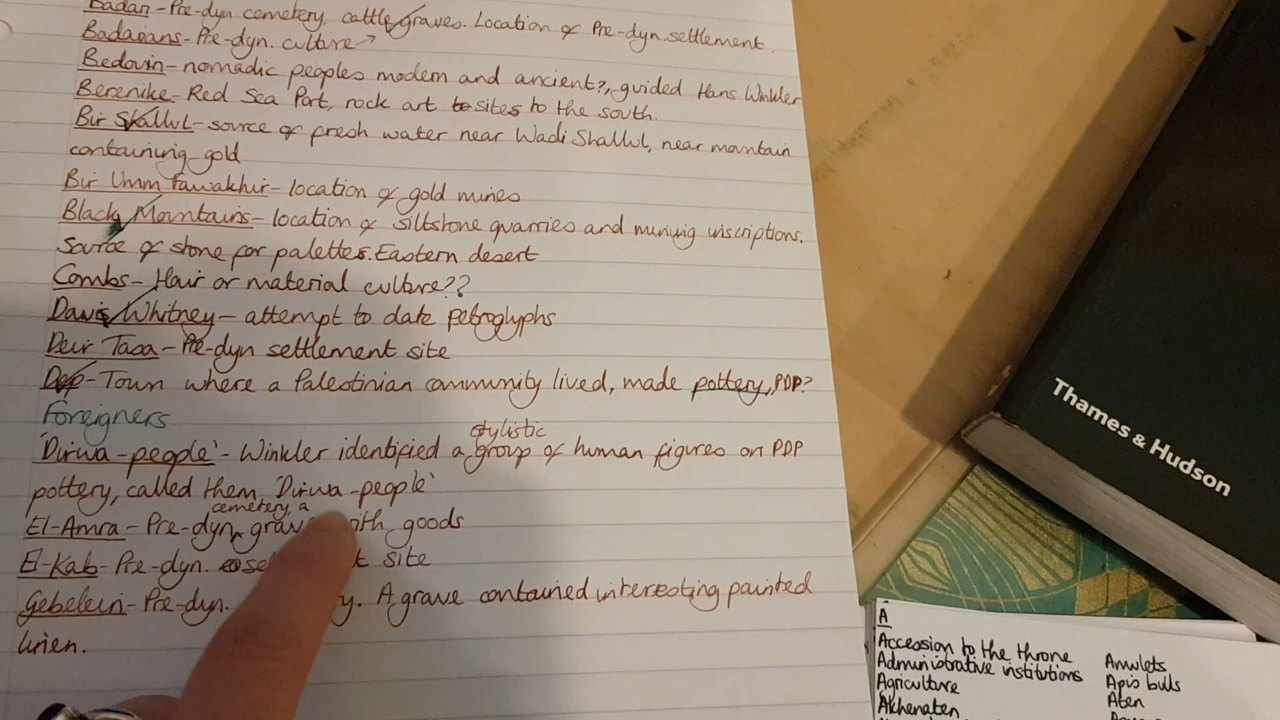 Badari-Pre-dyn cemetery, cattle graves. Location of Pre-dyn settlement.
Badarians-Pre-dyn. culture
Bedouin-nomadic peoples modern and ancient?, guided Hans Winkler
Berenike-Red Sea Port, rock art sites to the south.
Bir Shallul-source of fresh water near Wadi Shallul, near mountain
containing gold
Bir Umm Fawakhir-location of gold mines
Black Mountains-location of siltstone quarries and mining inscriptions.
Source of stone for palettes. Eastern desert
Combs-Hair or material culture??
Davis Whitney-attempt to date petroglyphs
Deir Tasa-Pre-dyn settlement site
Dep-Town where a Palestinian community lived, made pottery, PDP?
Foreigners
'Dirwa-people'-Winkler identified a stylistic group of human figures on PDP
pottery, called them 'Dirwa-people'
El-Amra-Pre-dyn cemetery, a grave with goods
El-Kab-Pre-dyn. site
Gebelein-Pre-dyn. A grave contained interesting painted
linen.
Thames & Hudson
A
Accession to the throne
Administrative institutions
Agriculture
Akhenaten
Amulets
Apis bulls
Aten